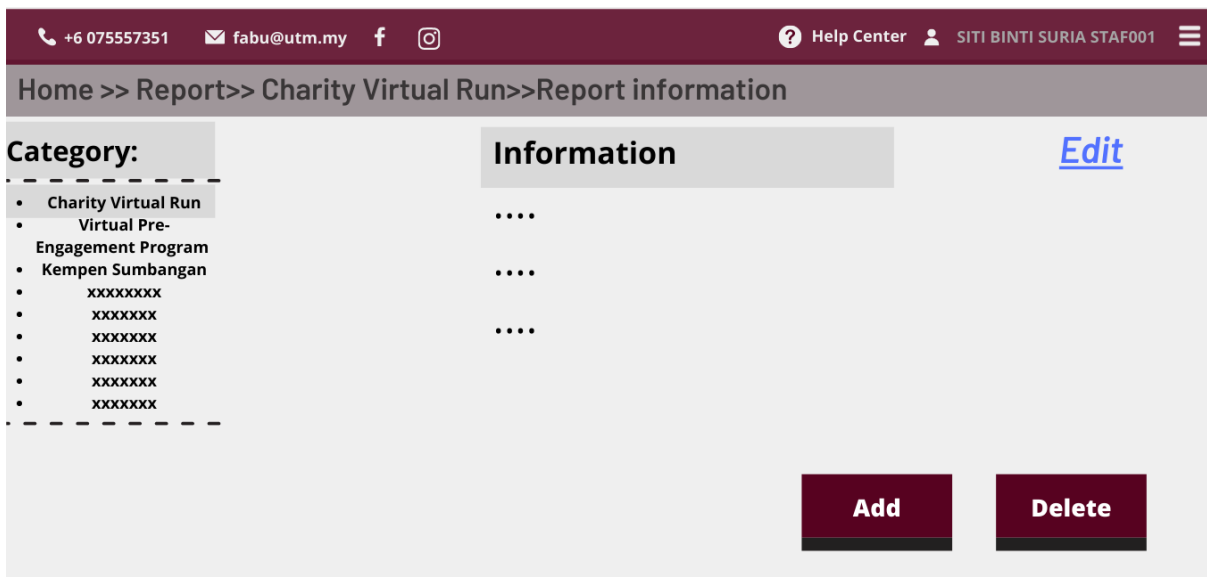 +6 075557351 fabu@utm.my Help Center SITI BINTI SURIA STAF001
Home >> Report>> Charity Virtual Run>>Report information
Category:
• Charity Virtual Run
• Virtual Pre-
Engagement Program
• Kempen Sumbangan
• xxxxxxxx
• xxxxxxx
• xxxxxxx
• xxxxxxx
• xxxxxxx
• xxxxxxx
Information
....
....
....
Edit
Add
Delete